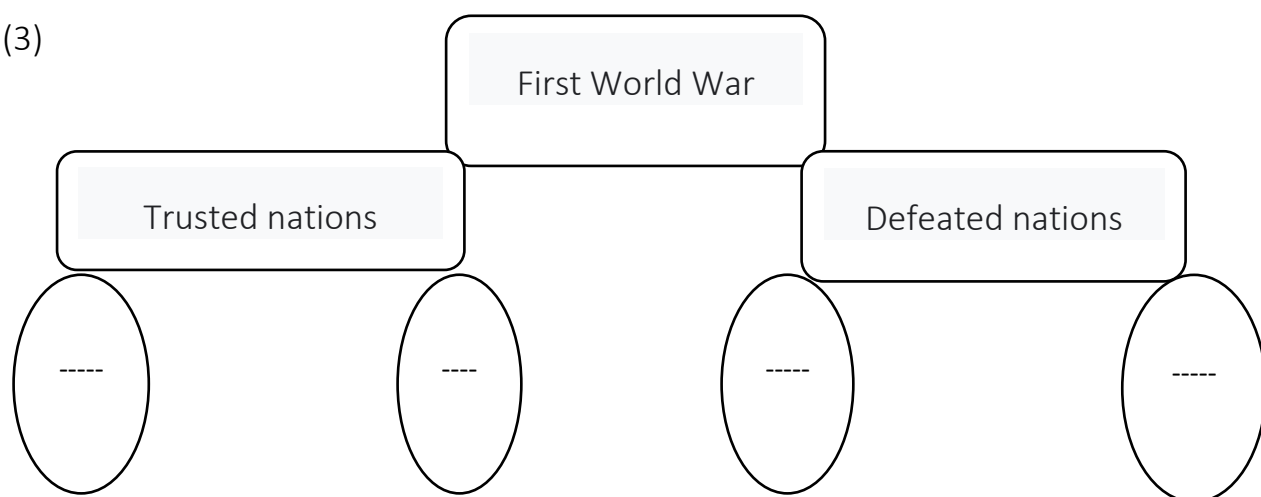 (3)
First World War
Trusted nations
Defeated nations
-----
----
-----
-----